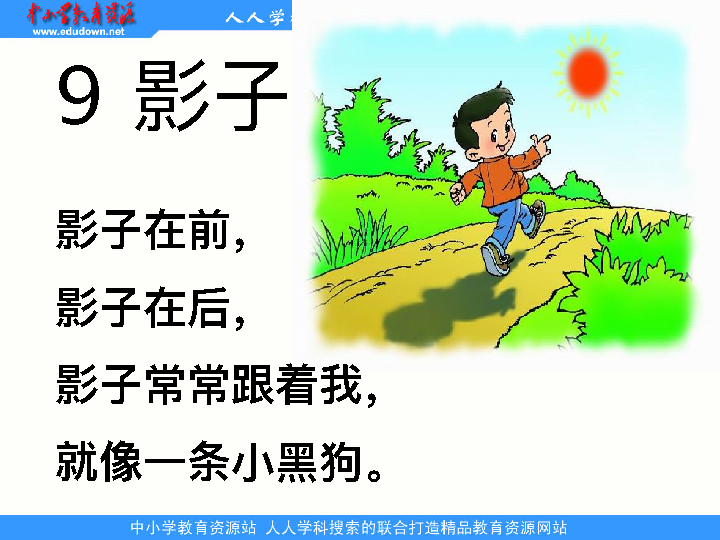 中小学教育资源
www.edudown.net
人人学
9 影子
影子在前，
影子在后，
影子常常跟着我，
就像一条小黑狗。
中小学教育资源站 人人学科搜索的联合打造精品教育资源网站